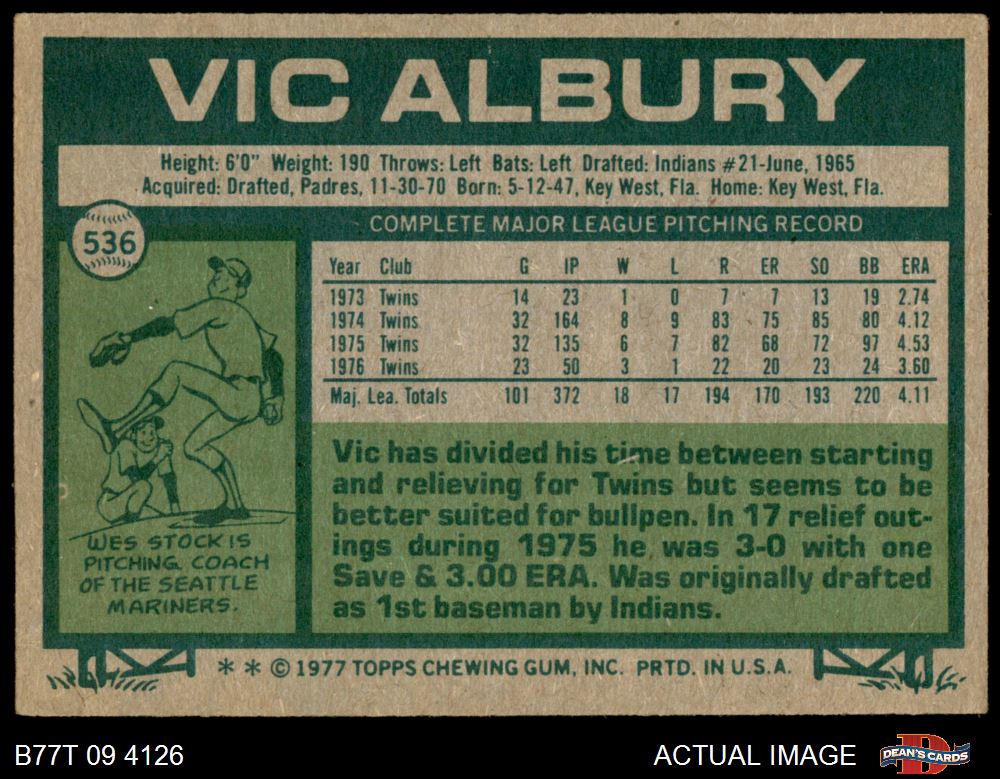 VIC ALBURY
Height: 6'0" Weight: 190 Throws: Left Bats: Left Drafted: Indians #21-June, 1965
Acquired: Drafted, Padres, 11-30-70 Born: 5-12-47, Key West, Fla. Home: Key West, Fla.
536
COMPLETE MAJOR LEAGUE PITCHING RECORD
Year Club G IP W L R ER SO BB ERA
1973 Twins 14 23 1 0 7 7 13 19 2.74
1974 Twins 32 164 8 9 83 75 85 80 4.12
1975 Twins 32 135 6 7 82 68 72 97 4.53
1976 Twins 23 50 3 1 22 20 23 24 3.60
Maj. Lea. Totals 101 372 18 17 194 170 193 220 4.11
WES STOCK IS
PITCHING COACH
OF THE SEATTLE
MARINERS.
Vic has divided his time between starting
and relieving for Twins but seems to be
better suited for bullpen. In 17 relief out-
ings during 1975 he was 3-0 with one
Save & 3.00 ERA. Was originally drafted
as 1st baseman by Indians.
* * © 1977 TOPPS CHEWING GUM, INC. PRTD. IN U.S.A.
B77T 09 4126
ACTUAL IMAGE
DEAN'S CARDS